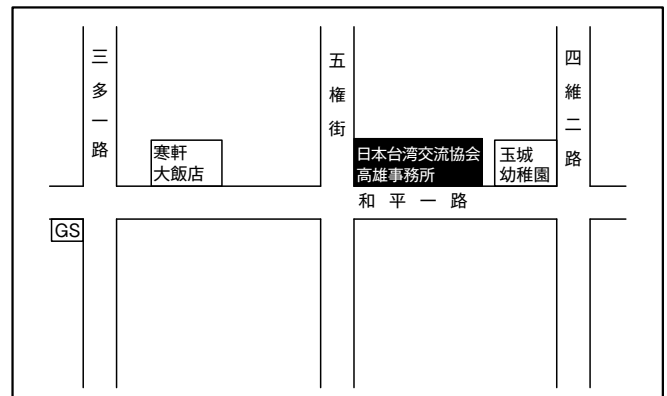 三多一路
五権街
四維二路
寒軒
大飯店
日本台湾交流協会
高雄事務所
玉城
幼稚園
和平一路
GS